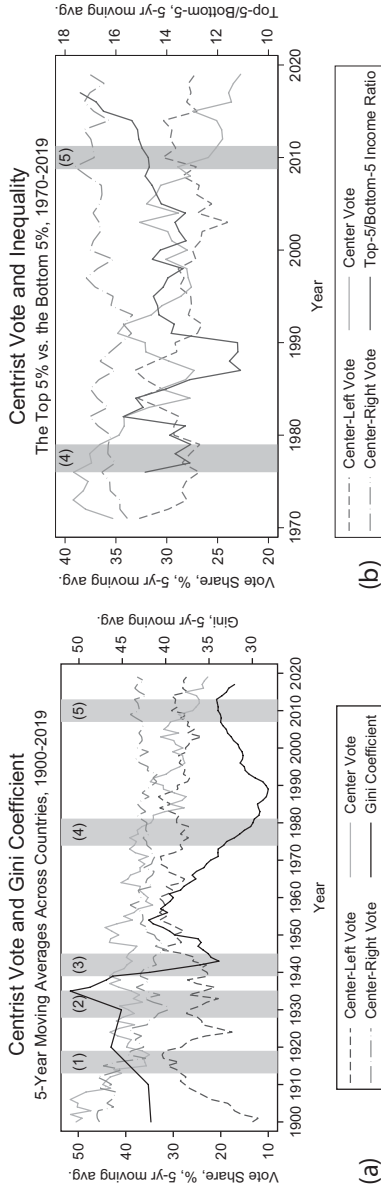 Centrist Vote and Gini Coefficient
5-Year Moving Averages Across Countries, 1900-2019
Vote Share, %, 5-yr moving avg.
50
40
30
20
10
(1)
(2)
(3)
(4)
(5)
50
45
40
35
30
Gini, 5-yr moving avg.
1900 1910 1920 1930 1940 1950 1960 1970 1980 1990 2000 2010 2020
Year
Center-Left Vote
Center Vote
Center-Right Vote
Gini Coefficient
(a)
Centrist Vote and Inequality
The Top 5% vs. the Bottom 5%, 1970-2019
Vote Share, %, 5-yr moving avg.
40
35
30
25
20
(4)
(5)
18
17
16
15
14
13
12
11
10
Top-5/Bottom-5, 5-yr moving avg.
1970 1980 1990 2000 2010 2020
Year
Center-Left Vote
Center Vote
Center-Right Vote
Top-5/Bottom-5 Income Ratio
(b)